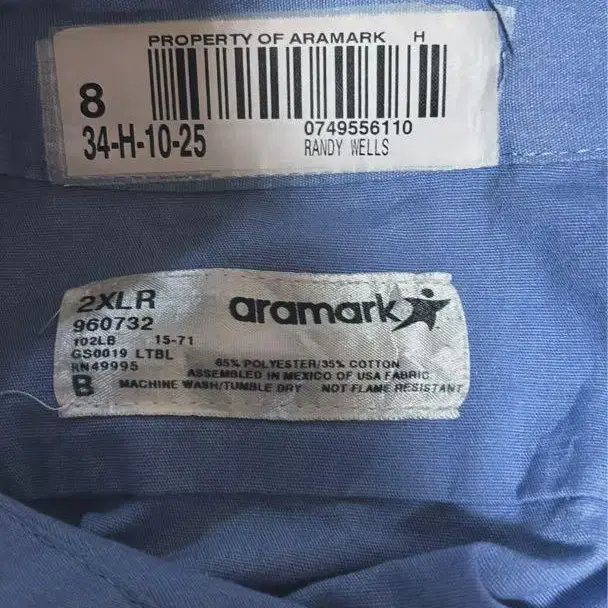 PROPERTY OF ARAMARK H
8
34-H-10-25
0749556110
RANDY WELLS
2XLR
aramark
960732
102LB 15-71
GS0019 LTBL
RN49995
65% POLYESTER/35% COTTON
ASSEMBLED IN MEXICO OF USA FABRIC
B MACHINE WASH/TUMBLE DRY NOT FLAME RESISTANT